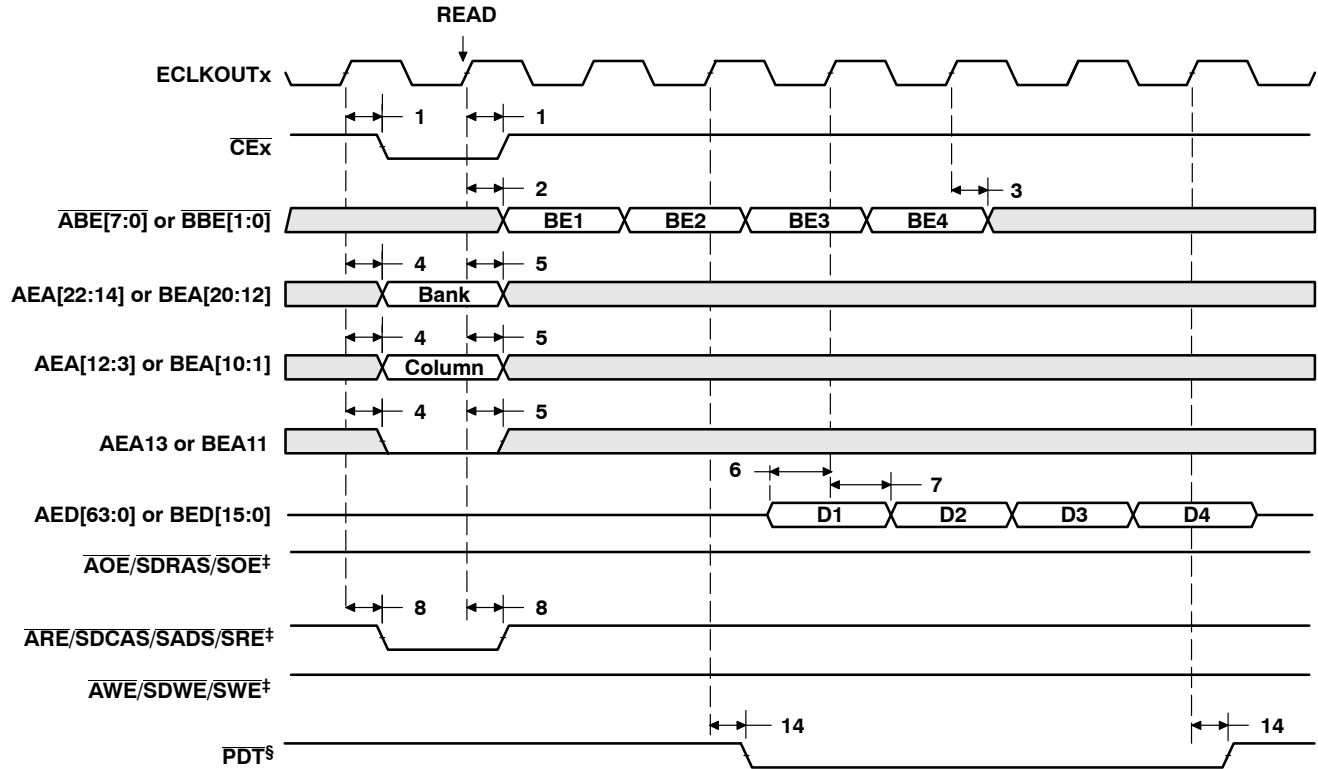 READ
ECLKOUTx
1 1
CEx
2 3
ABE[7:0] or BBE[1:0] BE1 BE2 BE3 BE4
4 5
AEA[22:14] or BEA[20:12] Bank
4 5
AEA[12:3] or BEA[10:1] Column
4 5
AEA13 or BEA11
6 7
AED[63:0] or BED[15:0] D1 D2 D3 D4
AOE/SDRAS/SOE‡
8 8
ARE/SDCAS/SADS/SRE‡
AWE/SDWE/SWE‡
14 14
PDT§